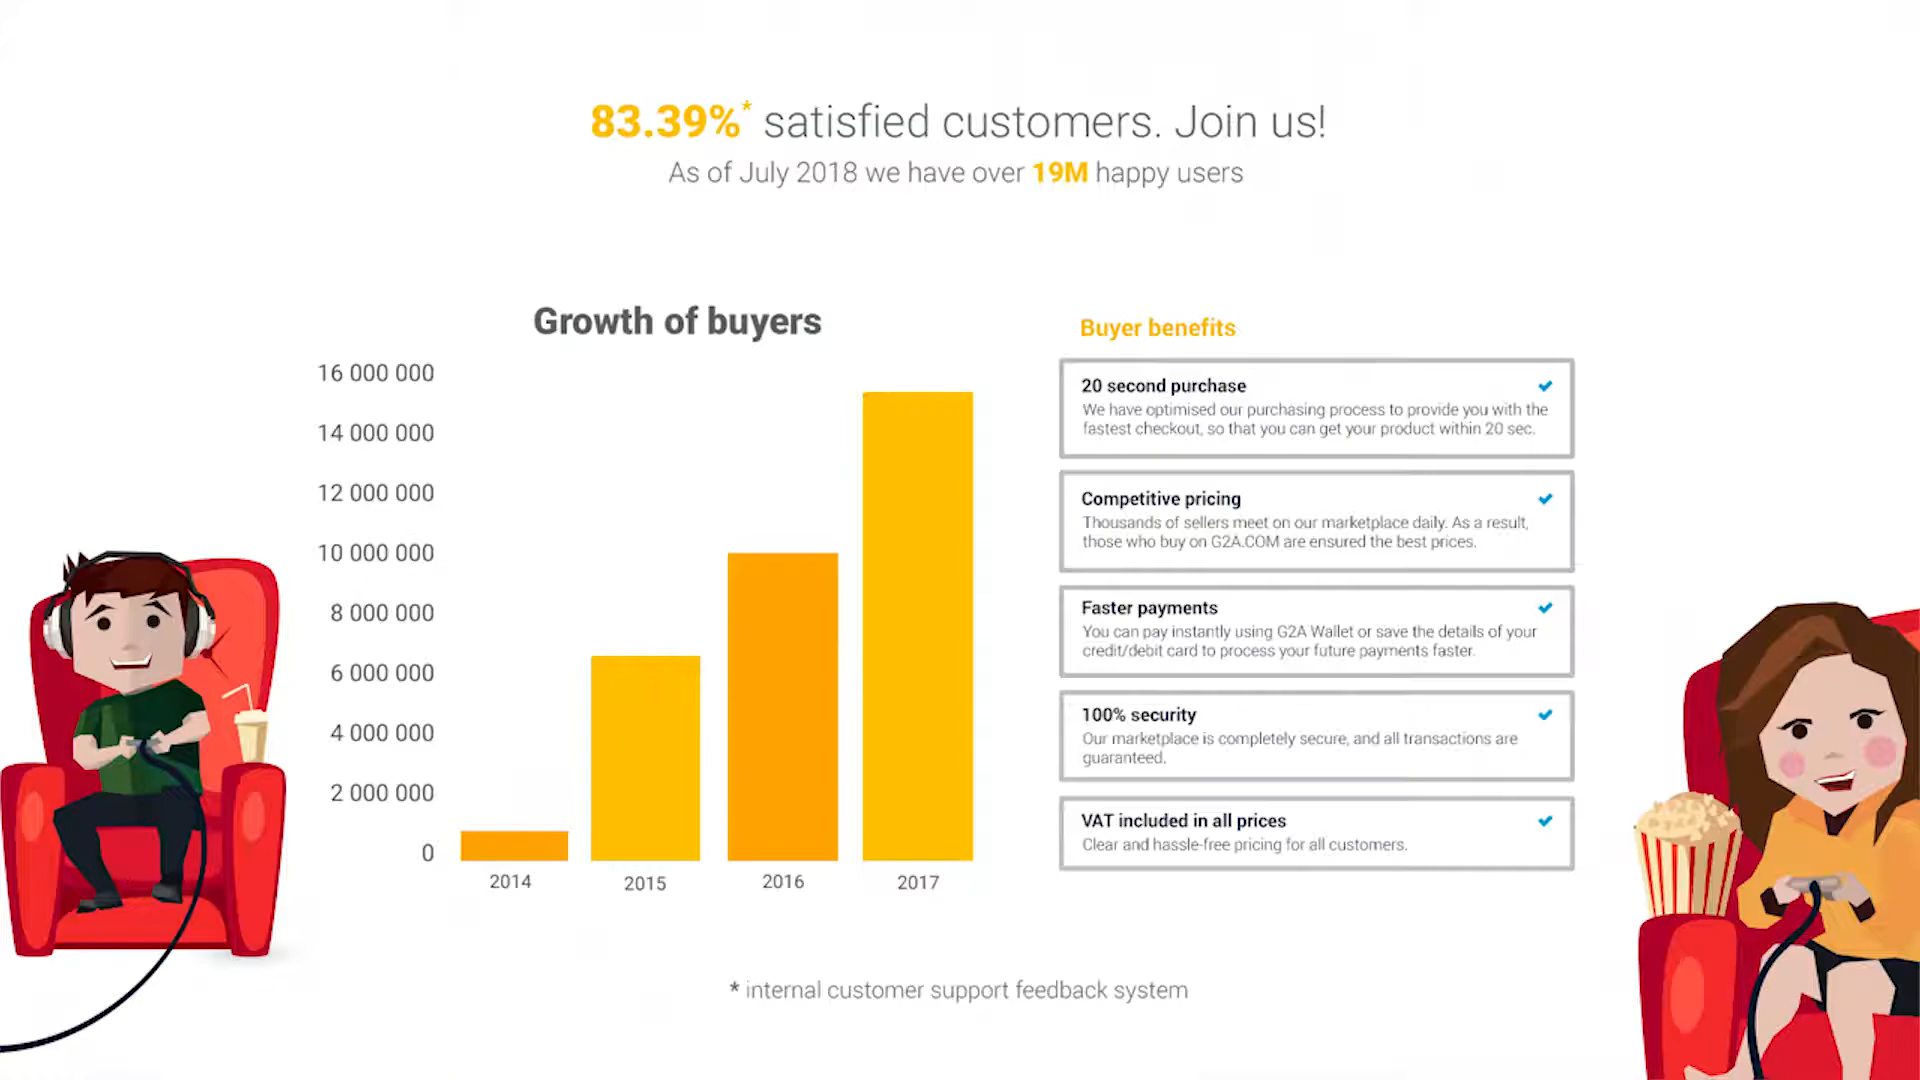 83.39%* satisfied customers. Join us!
As of July 2018 we have over 19M happy users
Growth of buyers
16 000 000
14 000 000
12 000 000
10 000 000
8 000 000
6 000 000
4 000 000
2 000 000
0
2014
2015
2016
2017
Buyer benefits
20 second purchase
We have optimised our purchasing process to provide you with the
fastest checkout, so that you can get your product within 20 sec.
Competitive pricing
Thousands of sellers meet on our marketplace daily. As a result,
those who buy on G2A.COM are ensured the best prices.
Faster payments
You can pay instantly using G2A Wallet or save the details of your
credit/debit card to process your future payments faster.
100% security
Our marketplace is completely secure, and all transactions are
guaranteed.
VAT included in all prices
Clear and hassle-free pricing for all customers.
* internal customer support feedback system